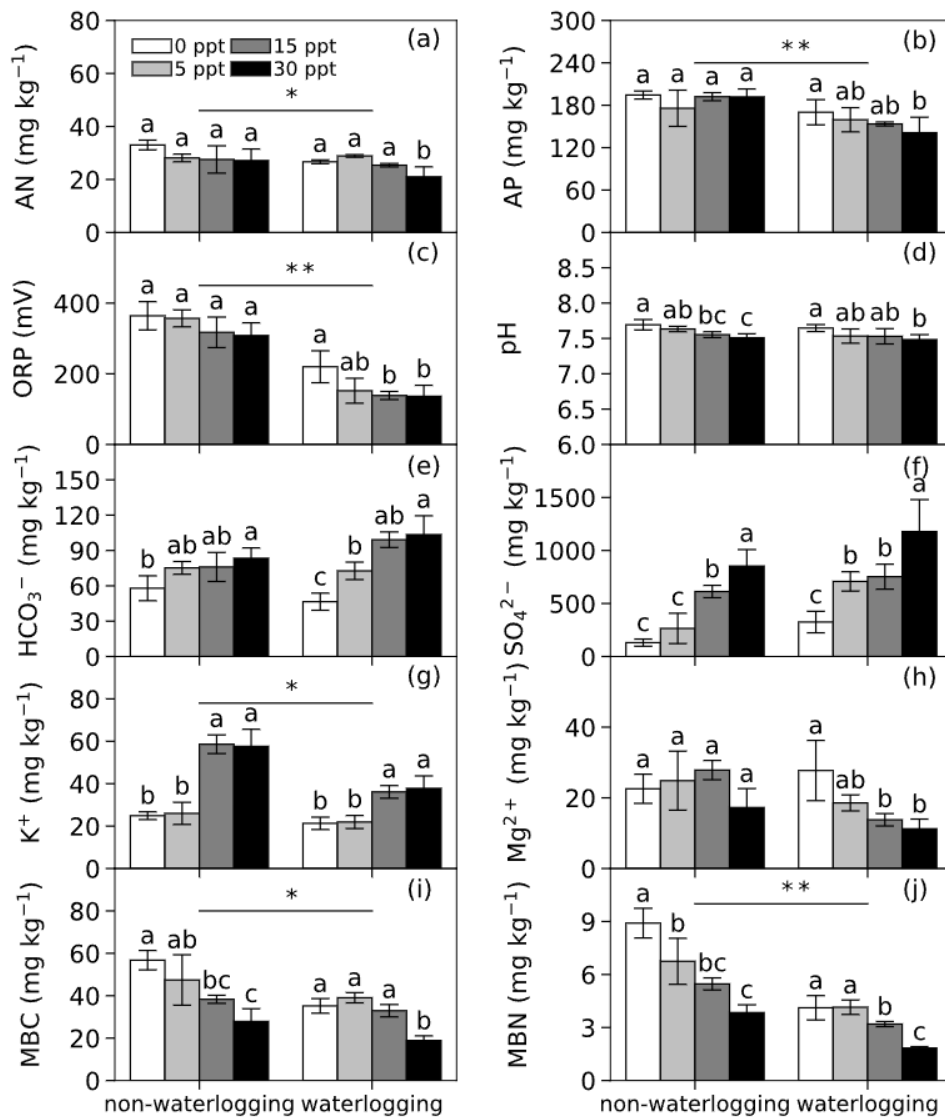 80
60
40
20
0
AN (mg kg⁻¹)
(a)
0 ppt 15 ppt
5 ppt 30 ppt
*
a a a a a a a b
300
240
180
120
60
0
AP (mg kg⁻¹)
(b)
**
a a a a a ab ab b
400
200
0
ORP (mV)
(c)
**
a a a a a ab b b
8.5
8.0
7.5
7.0
6.5
6.0
pH
(d)
a ab bc c a ab ab b
150
120
90
60
30
0
HCO₃⁻ (mg kg⁻¹)
(e)
b ab ab a c b ab a
1500
1000
500
0
SO₄²⁻ (mg kg⁻¹)
(f)
c c b a c b b a
80
60
40
20
0
K⁺ (mg kg⁻¹)
(g)
*
b b a a b b a a
40
20
0
Mg²⁺ (mg kg⁻¹)
(h)
a a a a a ab b b
80
60
40
20
0
MBC (mg kg⁻¹)
(i)
*
a ab bc c a a a b
non-waterlogging waterlogging
9
6
3
0
MBN (mg kg⁻¹)
(j)
**
a b bc c a a b c
non-waterlogging waterlogging